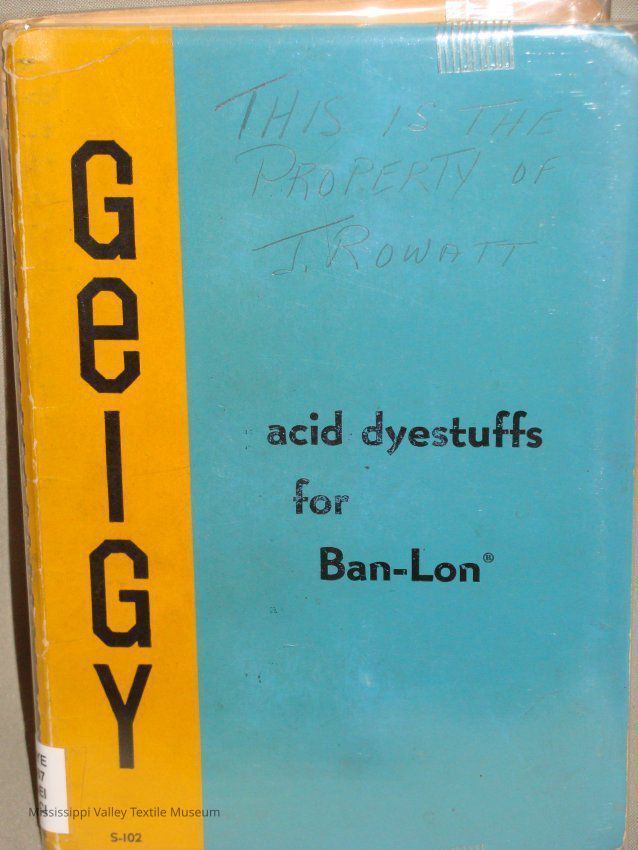 THIS IS THE
PROPERTY OF
J. ROWATT
GeIGY
acid dyestuffs
for
Ban-Lon®
Mississippi Valley Textile Museum
S-102